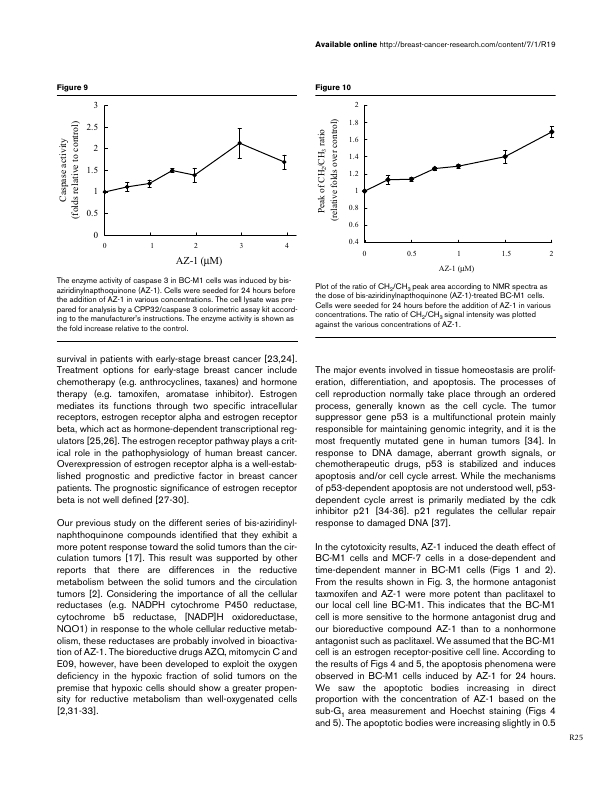 Available online http://breast-cancer-research.com/content/7/1/R19
Figure 9
3
2.5
2
1.5
1
0.5
0
0
1
2
3
4
Caspase activity
(folds relative to control)
AZ-1 (µM)
The enzyme activity of caspase 3 in BC-M1 cells was induced by bis-
aziridinylnapthoquinone (AZ-1). Cells were seeded for 24 hours before
the addition of AZ-1 in various concentrations. The cell lysate was pre-
pared for analysis by a CPP32/caspase 3 colorimetric assay kit accord-
ing to the manufacturer's instructions. The enzyme activity is shown as
the fold increase relative to the control.
Figure 10
2
1.8
1.6
1.4
1.2
1
0.8
0.6
0.4
0
0.5
1
1.5
2
Peak of CH2/CH3 ratio
(relative folds over control)
AZ-1 (µM)
Plot of the ratio of CH2/CH3 peak area according to NMR spectra as
the dose of bis-aziridinylnapthoquinone (AZ-1)-treated BC-M1 cells.
Cells were seeded for 24 hours before the addition of AZ-1 in various
concentrations. The ratio of CH2/CH3 signal intensity was plotted
against the various concentrations of AZ-1.
survival in patients with early-stage breast cancer [23,24].
Treatment options for early-stage breast cancer include
chemotherapy (e.g. anthrocyclines, taxanes) and hormone
therapy (e.g. tamoxifen, aromatase inhibitor). Estrogen
mediates its functions through two specific intracellular
receptors, estrogen receptor alpha and estrogen receptor
beta, which act as hormone-dependent transcriptional reg-
ulators [25,26]. The estrogen receptor pathway plays a crit-
ical role in the pathophysiology of human breast cancer.
Overexpression of estrogen receptor alpha is a well-estab-
lished prognostic and predictive factor in breast cancer
patients. The prognostic significance of estrogen receptor
beta is not well defined [27-30].
Our previous study on the different series of bis-aziridinyl-
naphthoquinone compounds identified that they exhibit a
more potent response toward the solid tumors than the cir-
culation tumors [17]. This result was supported by other
reports that there are differences in the reductive
metabolism between the solid tumors and the circulation
tumors [2]. Considering the importance of all the cellular
reductases (e.g. NADPH cytochrome P450 reductase,
cytochrome b5 reductase, [NADP]H oxidoreductase,
NQO1) in response to the whole cellular reductive metab-
olism, these reductases are probably involved in bioactiva-
tion of AZ-1. The bioreductive drugs AZQ, mitomycin C and
E09, however, have been developed to exploit the oxygen
deficiency in the hypoxic fraction of solid tumors on the
premise that hypoxic cells should show a greater propen-
sity for reductive metabolism than well-oxygenated cells
[2,31-33].
The major events involved in tissue homeostasis are prolif-
eration, differentiation, and apoptosis. The processes of
cell reproduction normally take place through an ordered
process, generally known as the cell cycle. The tumor
suppressor gene p53 is a multifunctional protein mainly
responsible for maintaining genomic integrity, and it is the
most frequently mutated gene in human tumors [34]. In
response to DNA damage, aberrant growth signals, or
chemotherapeutic drugs, p53 is stabilized and induces
apoptosis and/or cell cycle arrest. While the mechanisms
of p53-dependent apoptosis are not understood well, p53-
dependent cycle arrest is primarily mediated by the cdk
inhibitor p21 [34-36]. p21 regulates the cellular repair
response to damaged DNA [37].
In the cytotoxicity results, AZ-1 induced the death effect of
BC-M1 cells and MCF-7 cells in a dose-dependent and
time-dependent manner in BC-M1 cells (Figs 1 and 2).
From the results shown in Fig. 3, the hormone antagonist
taxmoxifen and AZ-1 were more potent than paclitaxel to
our local cell line BC-M1. This indicates that the BC-M1
cell is more sensitive to the hormone antagonist drug and
our bioreductive compound AZ-1 than to a nonhormone
antagonist such as paclitaxel. We assumed that the BC-M1
cell is an estrogen receptor-positive cell line. According to
the results of Figs 4 and 5, the apoptosis phenomena were
observed in BC-M1 cells induced by AZ-1 for 24 hours.
We saw the apoptotic bodies increasing in direct
proportion with the concentration of AZ-1 based on the
sub-G1 area measurement and Hoechst staining (Figs 4
and 5). The apoptotic bodies were increasing slightly in 0.5
R25